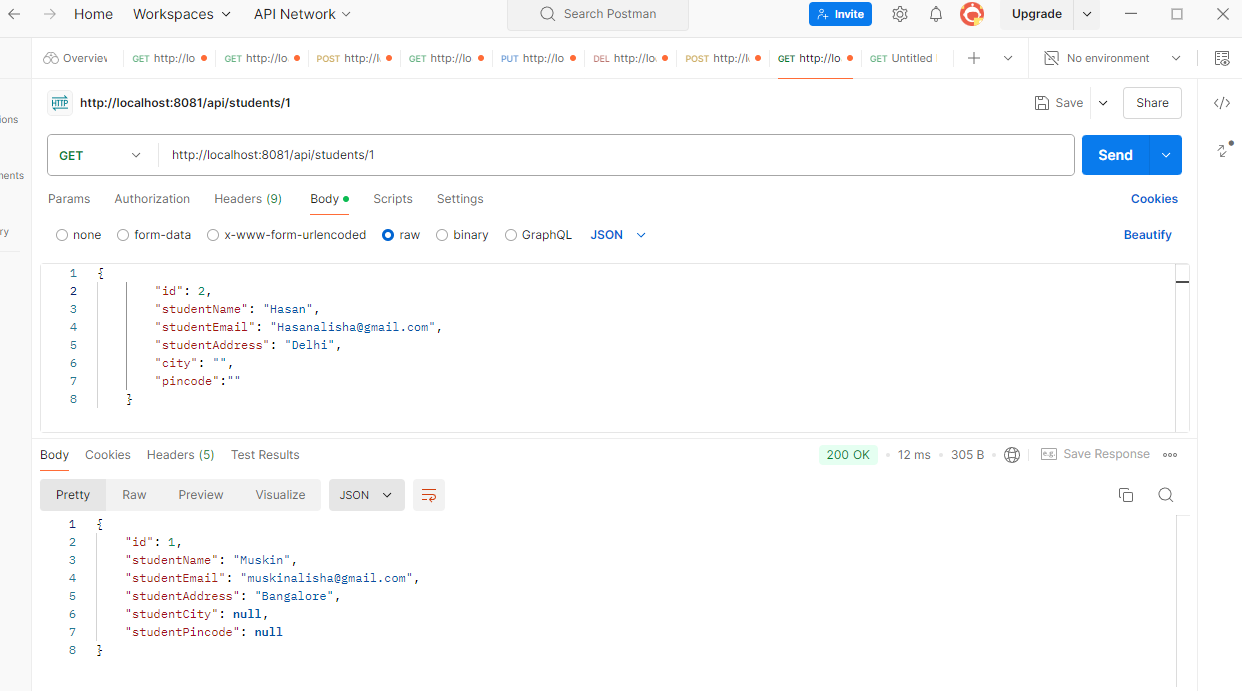 Home Workspaces API Network Search Postman Invite Upgrade
Overview GET http://lo GET http://lo POST http://l GET http://lo PUT http://lo DEL http://lo POST http://l GET http://lo GET Untitled No environment
HTTP http://localhost:8081/api/students/1 Save Share
ions
GET http://localhost:8081/api/students/1 Send
ments
Params Authorization Headers (9) Body Scripts Settings Cookies
ry
none form-data x-www-form-urlencoded raw binary GraphQL JSON Beautify
1 {
2 "id": 2,
3 "studentName": "Hasan",
4 "studentEmail": "Hasanalisha@gmail.com",
5 "studentAddress": "Delhi",
6 "city": "",
7 "pincode":""
8 }
Body Cookies Headers (5) Test Results 200 OK 12 ms 305 B e.g. Save Response
Pretty Raw Preview Visualize JSON
1 {
2 "id": 1,
3 "studentName": "Muskin",
4 "studentEmail": "muskinalisha@gmail.com",
5 "studentAddress": "Bangalore",
6 "studentCity": null,
7 "studentPincode": null
8 }